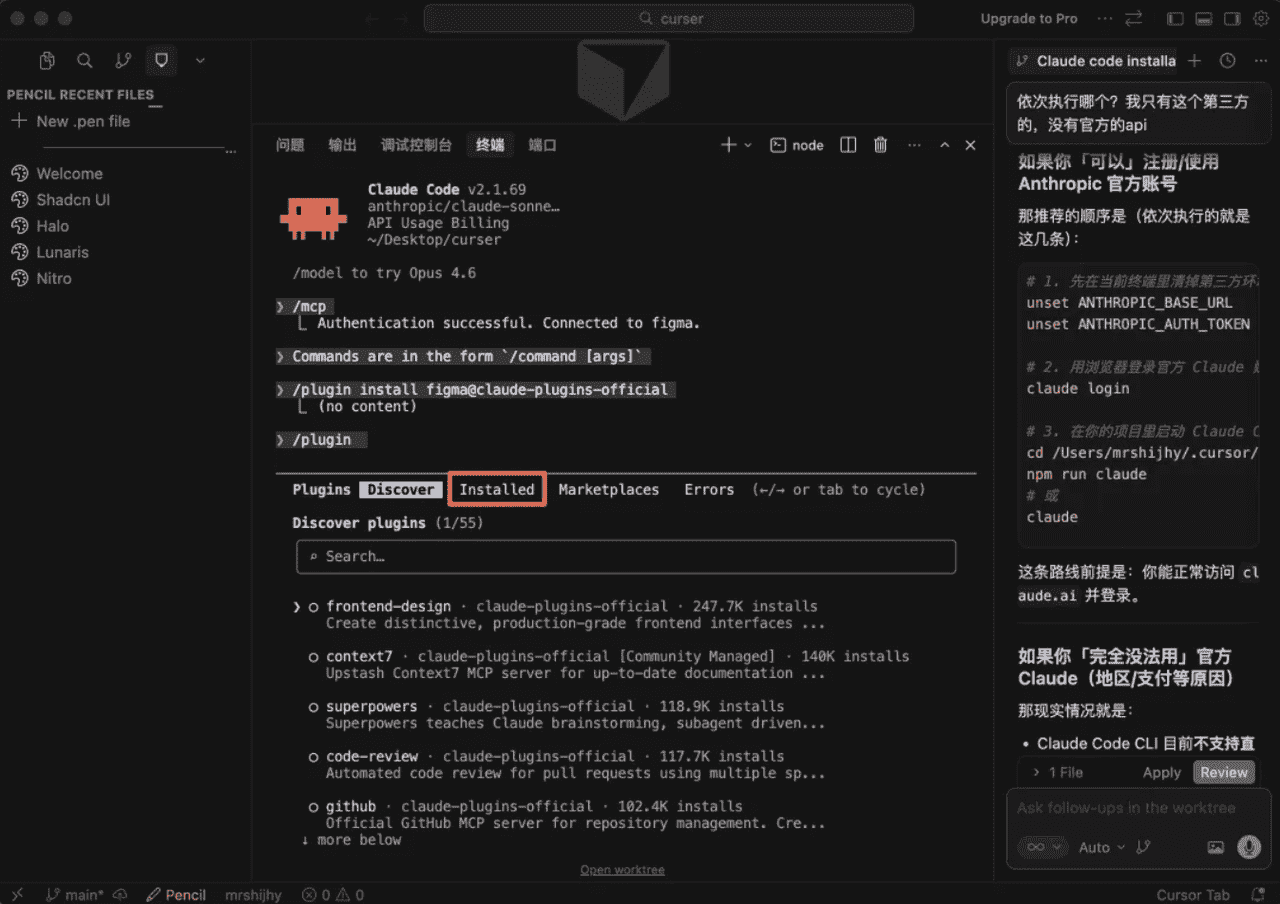 curser
Upgrade to Pro
PENCIL RECENT FILES
New .pen file
...
Welcome
Shadcn UI
Halo
Lunaris
Nitro
问题 输出 调试控制台 终端 端口
node
Claude Code v2.1.69
anthropic/claude-sonne…
API Usage Billing
~/Desktop/curser
/model to try Opus 4.6
❯ /mcp
⎿ Authentication successful. Connected to figma.
❯ Commands are in the form `/command [args]`
❯ /plugin install figma@claude-plugins-official
⎿ (no content)
❯ /plugin
Plugins Discover Installed Marketplaces Errors (←/→ or tab to cycle)
Discover plugins (1/55)
⌕ Search…
❯ ○ frontend-design · claude-plugins-official · 247.7K installs
Create distinctive, production-grade frontend interfaces ...
○ context7 · claude-plugins-official [Community Managed] · 140K installs
Upstash Context7 MCP server for up-to-date documentation ...
○ superpowers · claude-plugins-official · 118.9K installs
Superpowers teaches Claude brainstorming, subagent driven...
○ code-review · claude-plugins-official · 117.7K installs
Automated code review for pull requests using multiple sp...
○ github · claude-plugins-official · 102.4K installs
Official GitHub MCP server for repository management. Cre...
↓ more below
Open worktree
Claude code installa
依次执行哪个？我只有这个第三方
的，没有官方的api
如果你「可以」注册/使用
Anthropic 官方账号
那推荐的顺序是（依次执行的就是
这几条）：
# 1. 先在当前终端里清掉第三方环
unset ANTHROPIC_BASE_URL
unset ANTHROPIC_AUTH_TOKEN
# 2. 用浏览器登录官方 Claude
claude login
# 3. 在你的项目里启动 Claude C
cd /Users/mrshijhy/.cursor/
npm run claude
# 或
claude
这条路线前提是：你能正常访问 cl
aude.ai 并登录。
如果你「完全没法用」官方
Claude（地区/支付等原因）
那现实情况就是：
• Claude Code CLI 目前不支持直
1 File Apply Review
Ask follow-ups in the worktree
Auto
main* Pencil mrshijhy 0 0 Cursor Tab